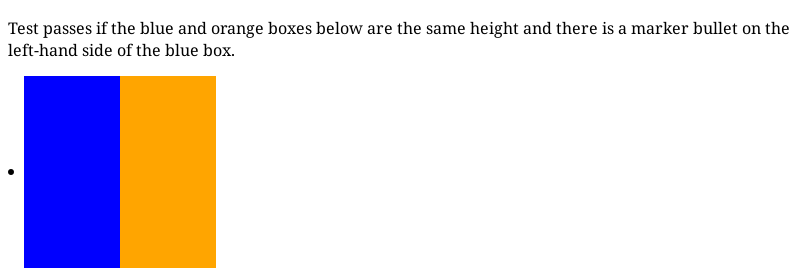 Test passes if the blue and orange boxes below are the same height and there is a marker bullet on the
left-hand side of the blue box.